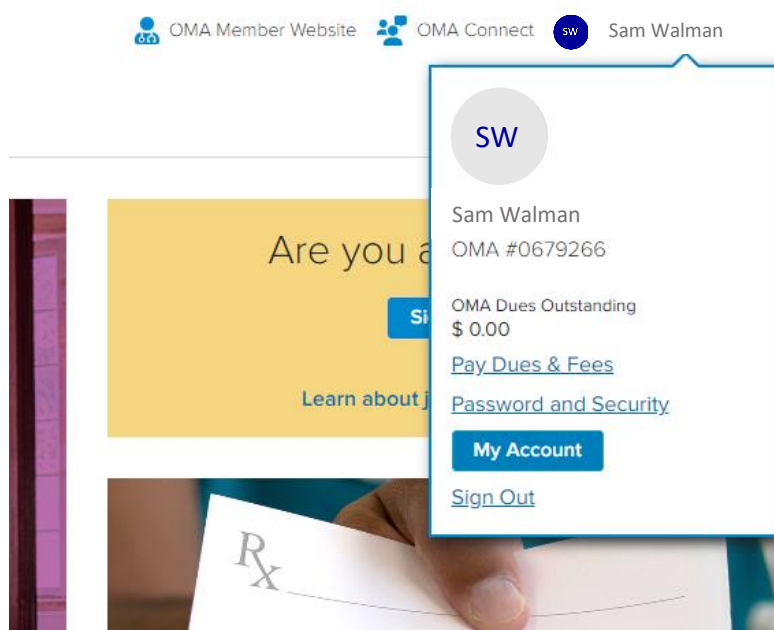 OMA Member Website OMA Connect SW Sam Walman
SW
Sam Walman
OMA #0679266
OMA Dues Outstanding
$ 0.00
Pay Dues & Fees
Password and Security
My Account
Sign Out
Are you
Learn about
Rx